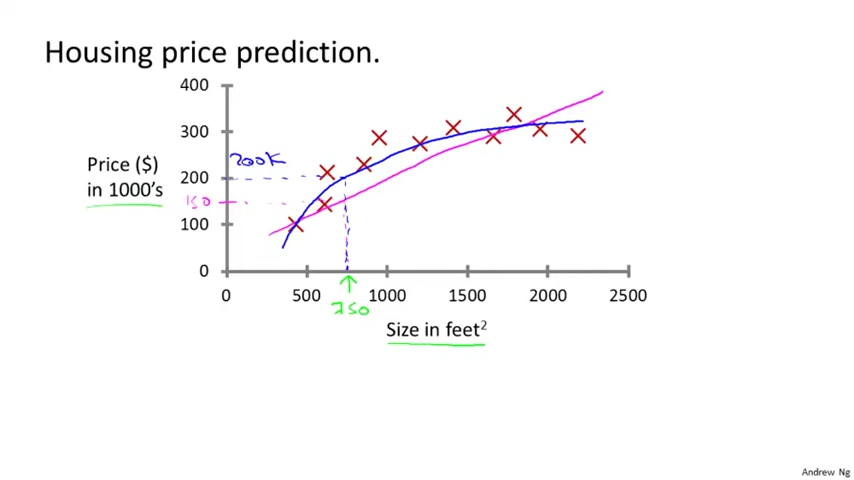 Housing price prediction.
400
300
Price ($)
in 1000's
200K
200
150
100
0
0 500 1000 1500 2000 2500
750
Size in feet²
Andrew Ng